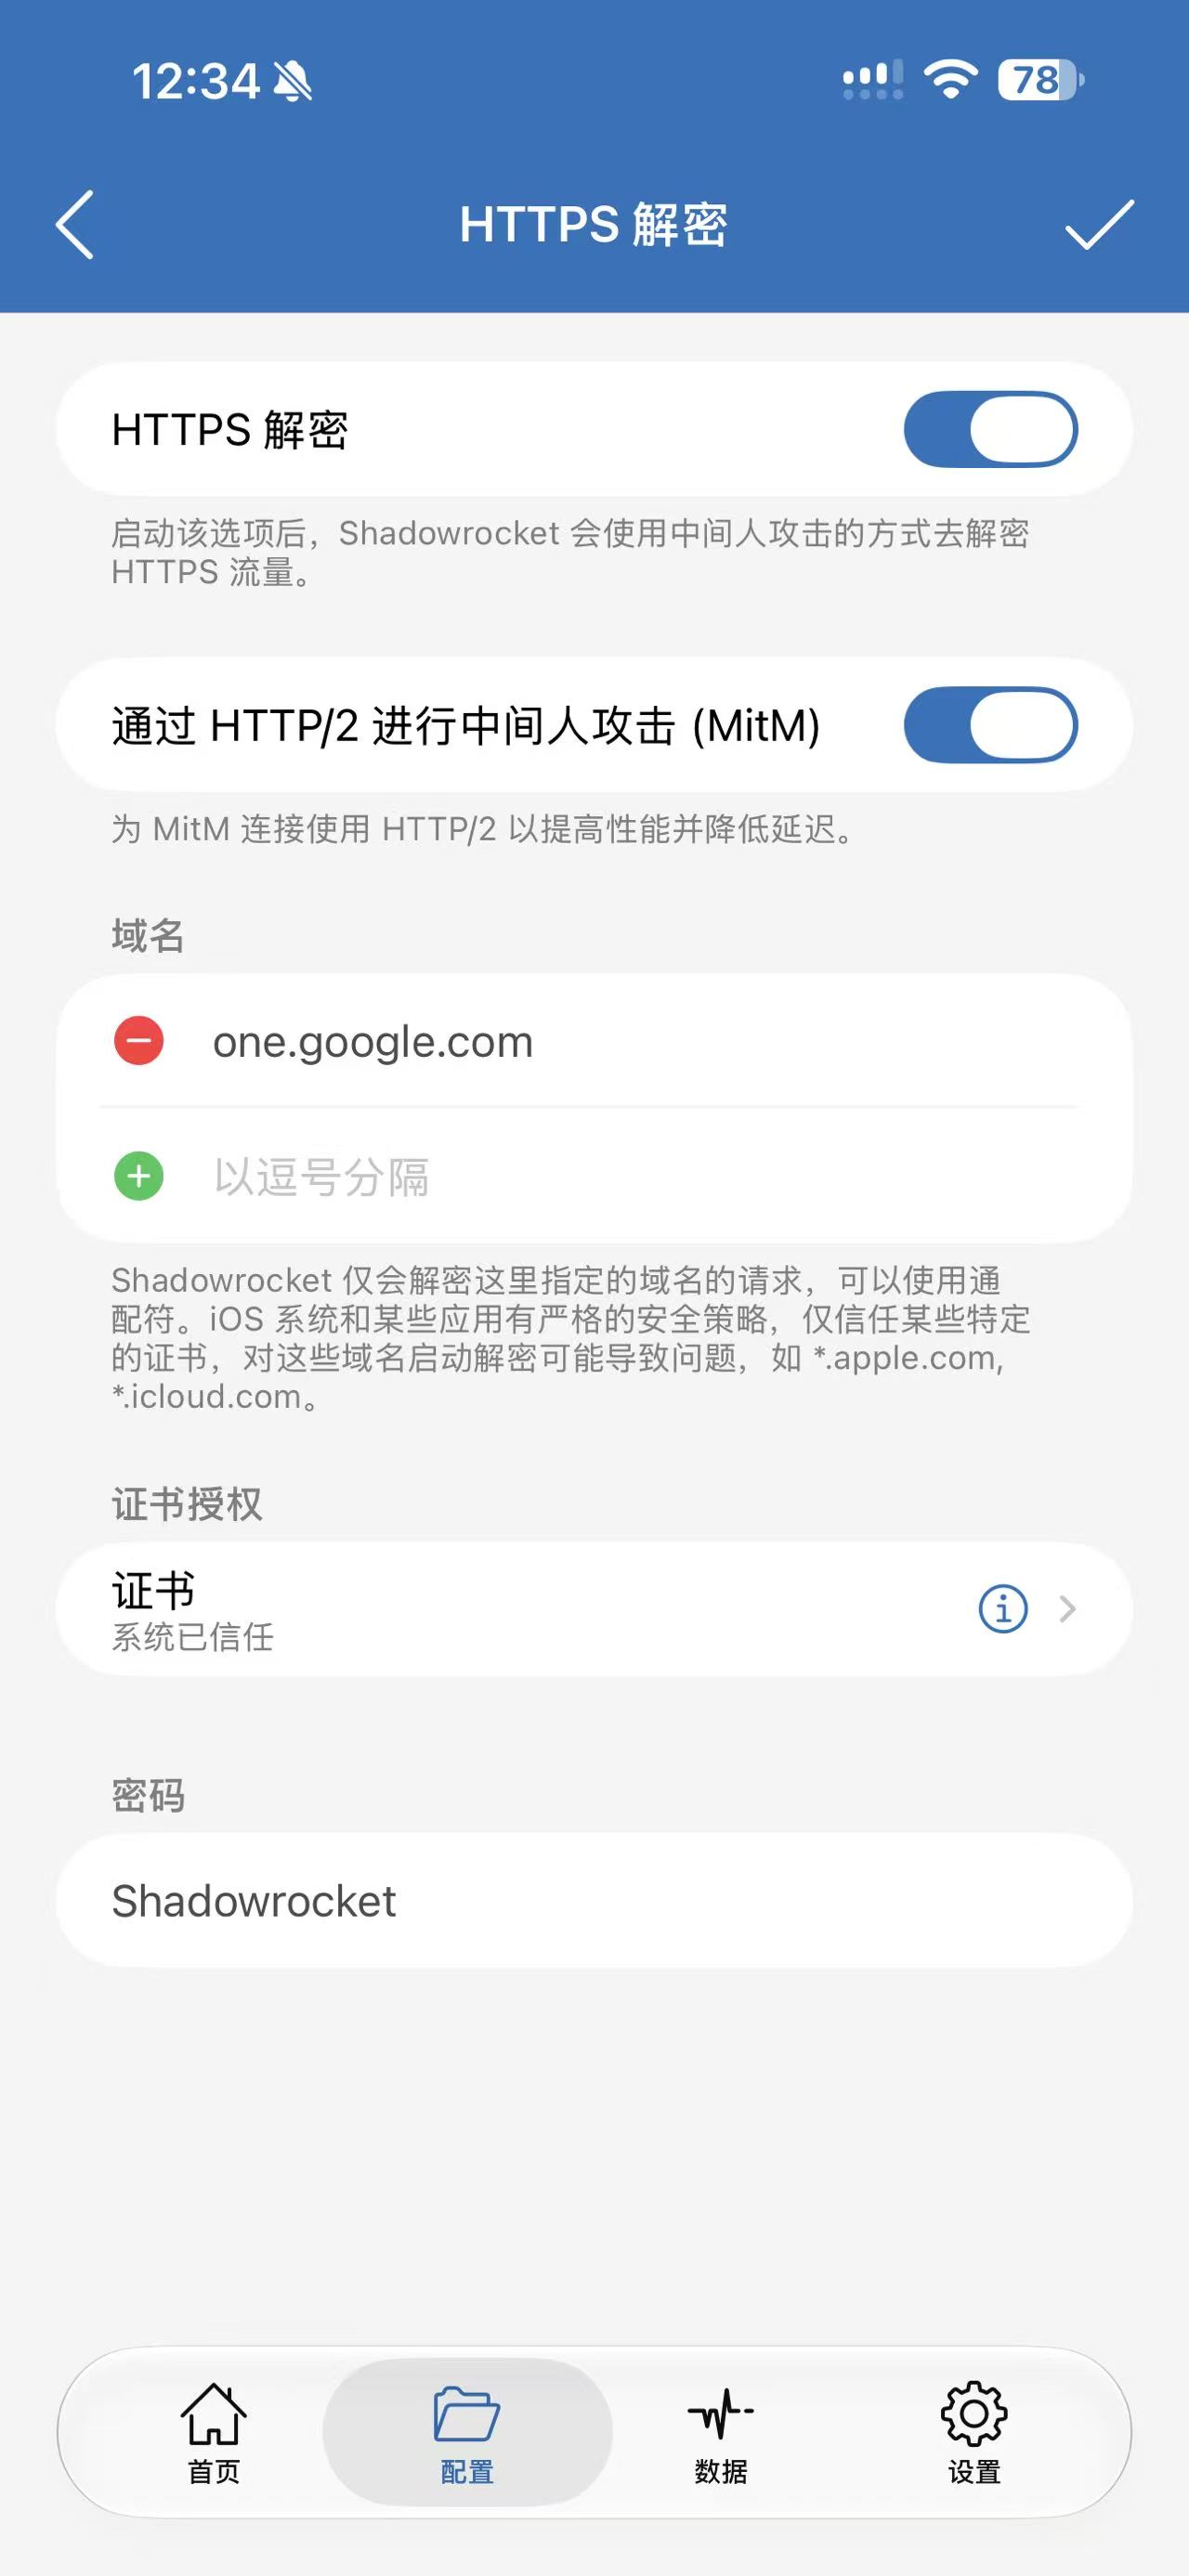 12:34
78
HTTPS 解密
HTTPS 解密
启动该选项后，Shadowrocket 会使用中间人攻击的方式去解密
HTTPS 流量。
通过 HTTP/2 进行中间人攻击 (MitM)
为 MitM 连接使用 HTTP/2 以提高性能并降低延迟。
域名
one.google.com
以逗号分隔
Shadowrocket 仅会解密这里指定的域名的请求，可以使用通
配符。iOS 系统和某些应用有严格的安全策略，仅信任某些特定
的证书，对这些域名启动解密可能导致问题，如 *.apple.com,
*.icloud.com。
证书授权
证书
系统已信任
密码
Shadowrocket
首页
配置
数据
设置